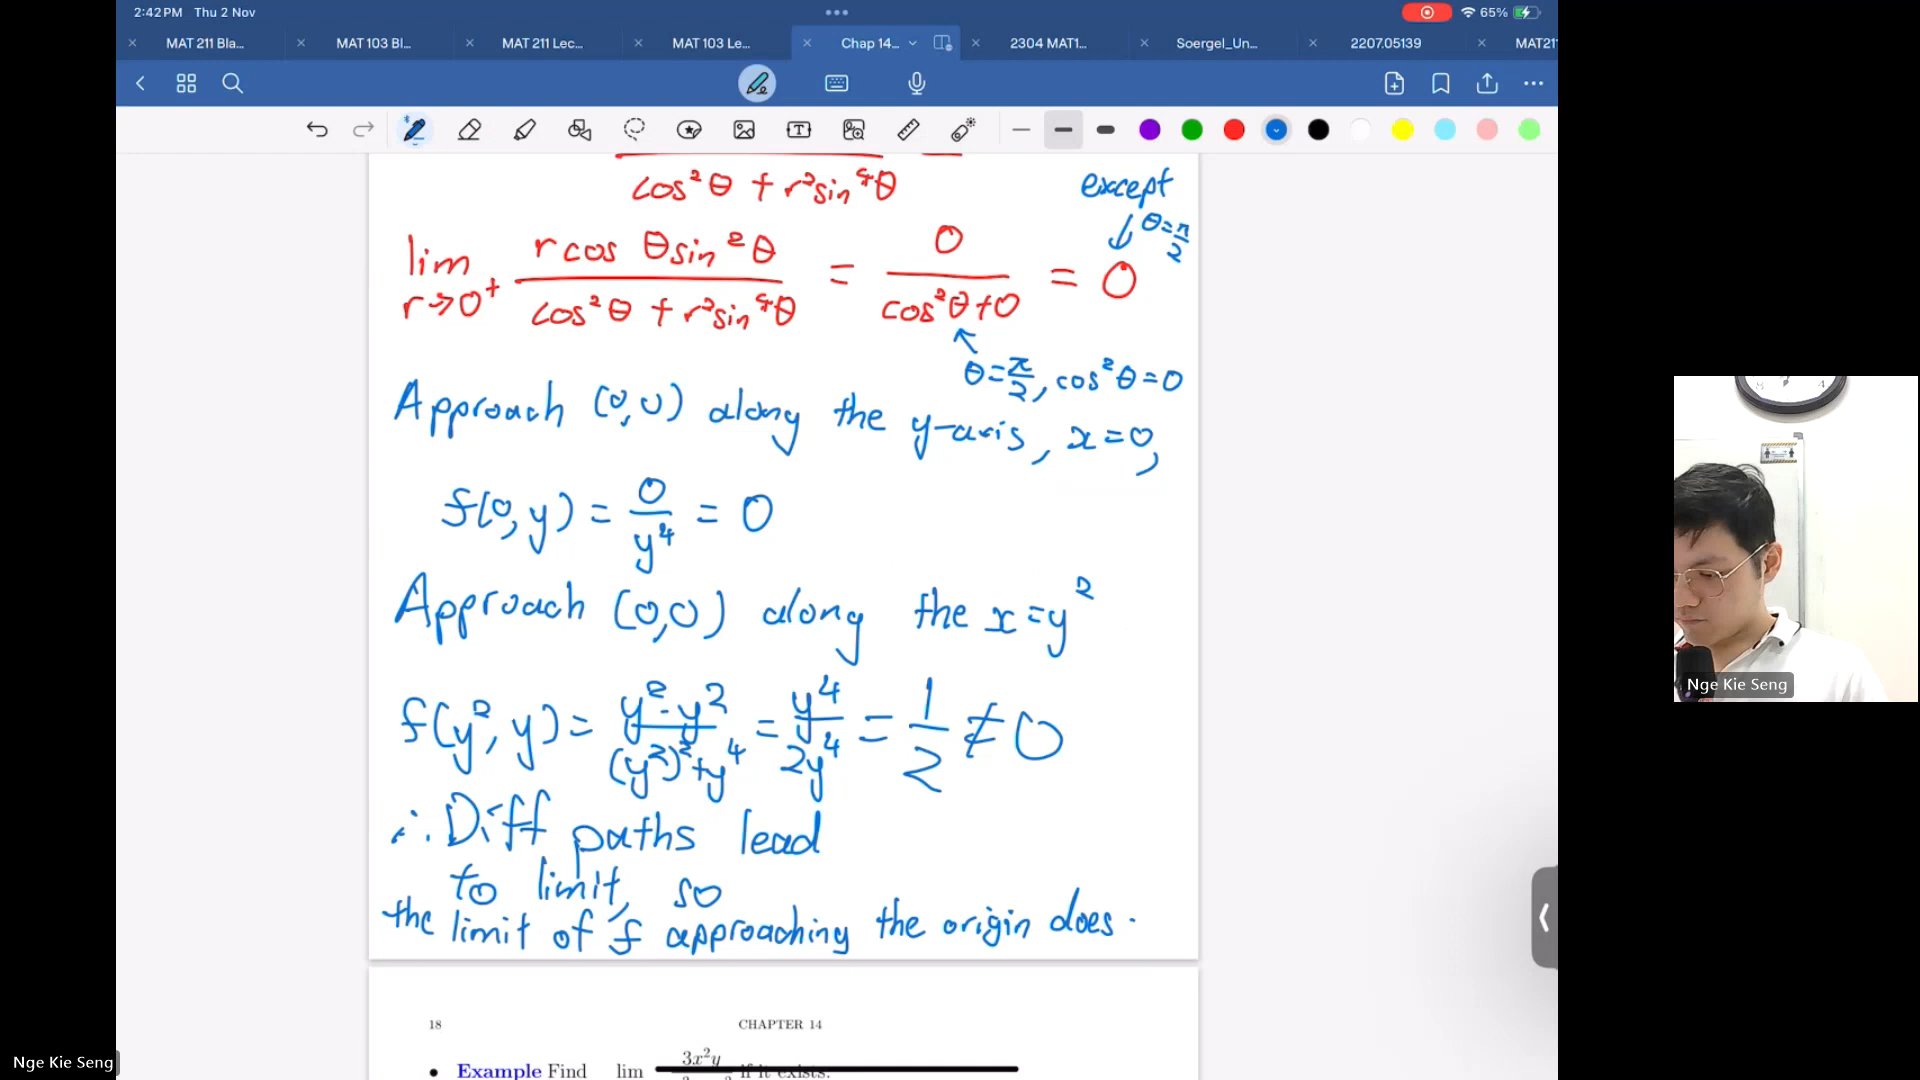 2:42 PM Thu 2 Nov
65%
MAT 211 Bla...
MAT 103 Bl...
MAT 211 Lec...
MAT 103 Le...
Chap 14...
2304 MAT1...
Soergel_Un...
2207.05139
MAT21
cos²θ + r²sin⁴θ
except
θ=π/2
lim r→0⁺ (r cos θ sin²θ)/(cos²θ + r²sin⁴θ) = 0/(cos²θ+0) = 0
θ=π/2, cos²θ=0
Approach (0,0) along the y-axis, x=0,
f(0,y) = 0/y⁴ = 0
Approach (0,0) along the x=y²
f(y²,y) = (y²·y²)/((y²)²+y⁴) = y⁴/2y⁴ = 1/2 ≠ 0
∴ Diff paths lead
to limit, so
the limit of f approaching the origin does
18 CHAPTER 14
• Example Find lim 3x²y if it exists.
Nge Kie Seng
Nge Kie Seng